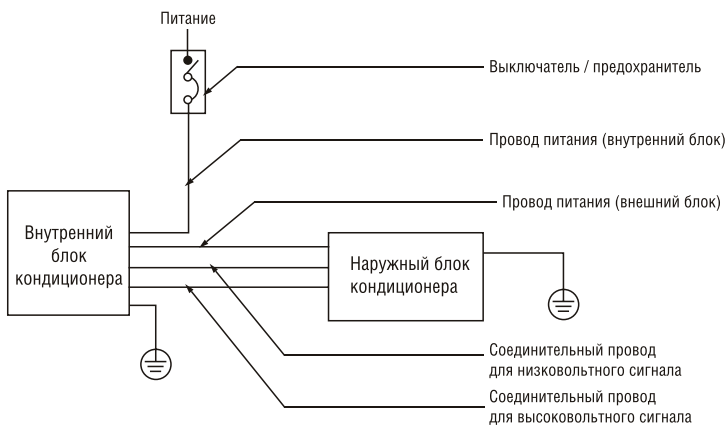 Питание
Выключатель / предохранитель
Провод питания (внутренний блок)
Провод питания (внешний блок)
Внутренний
блок
кондиционера
Наружный блок
кондиционера
Соединительный провод
для низковольтного сигнала
Соединительный провод
для высоковольтного сигнала